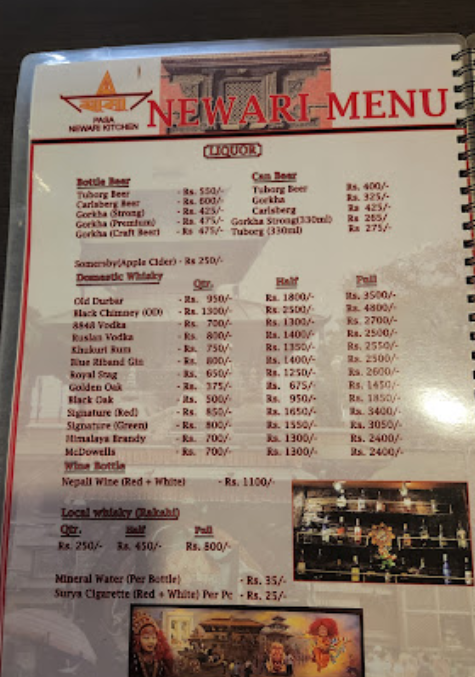 पासा
PASA
NEWARI KITCHEN
NEWARI MENU
LIQUOR
Bottle Beer
Tuborg Beer - Rs. 550/-
Carlsberg Beer - Rs. 600/-
Gorkha (Strong) - Rs. 425/-
Gorkha (Premium) - Rs. 475/-
Gorkha (Craft Beer) - Rs. 475/-
Can Beer
Tuborg Beer Rs. 400/-
Gorkha Rs. 325/-
Carlsberg Rs. 425/-
Gorkha Strong(330ml) Rs 265/
Tuborg (330ml) Rs 275/-
Somersby(Apple Cider) - Rs 250/-
Domestic Whisky Qtr. Half Full
Old Durbar - Rs. 950/- Rs. 1800/- Rs. 3500/-
Black Chimney (OD) - Rs. 1300/- Rs. 2500/- Rs. 4800/-
8848 Vodka - Rs. 700/- Rs. 1300/- Rs. 2700/-
Ruslan Vodka - Rs. 800/- Rs. 1400/- Rs. 2500/-
Khukuri Rum - Rs. 750/- Rs. 1350/- Rs. 2550/-
Blue Riband Gin - Rs. 800/- Rs. 1400/- Rs. 2500/-
Royal Stag - Rs. 650/- Rs. 1250/- Rs. 2600/-
Golden Oak - Rs. 375/- Rs. 675/- Rs. 1450/-
Black Oak - Rs. 500/- Rs. 950/- Rs. 1850/-
Signature (Red) - Rs. 850/- Rs. 1650/- Rs. 3400/-
Signature (Green) - Rs. 800/- Rs. 1550/- Rs. 3050/-
Himalaya Brandy - Rs. 700/- Rs. 1300/- Rs. 2400/-
McDowells - Rs. 700/- Rs. 1300/- Rs. 2400/-
Wine Bottle
Nepali Wine (Red + White) - Rs. 1100/-
Local whisky (Rakshi)
Qtr. Half Full
Rs. 250/- Rs. 450/- Rs. 800/-
Mineral Water (Per Bottle) - Rs. 35/-
Surya Cigarette (Red + White) Per Pc - Rs. 25/-